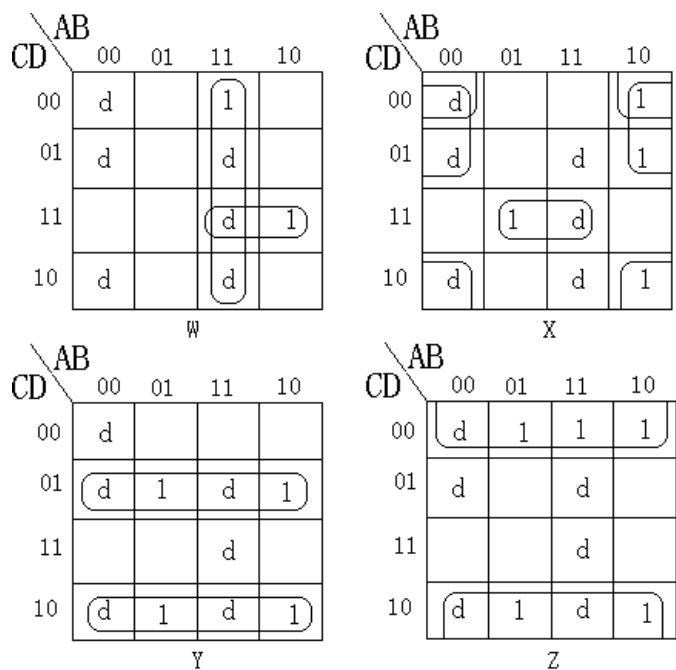 AB AB
CD 00 01 11 10 CD 00 01 11 10
00 d 1 00 d 1
01 d d 01 d d 1
11 d 1 11 1 d
10 d d 10 d d 1
W X
AB AB
CD 00 01 11 10 CD 00 01 11 10
00 d 00 d 1 1 1
01 d 1 d 1 01 d d
11 d 11 d
10 d 1 d 1 10 d 1 d 1
Y Z